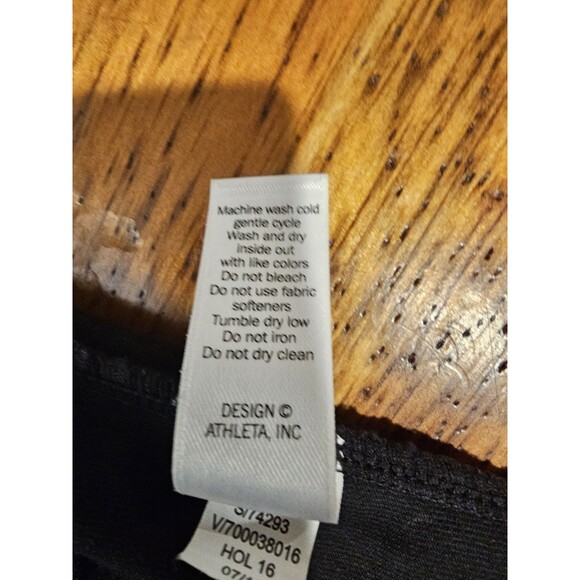 Machine wash cold
gentle cycle
Wash and dry
inside out
with like colors
Do not bleach
Do not use fabric
softeners
Tumble dry low
Do not iron
Do not dry clean
DESIGN ©
ATHLETA, INC
S/74293
V/700038016
HOL 16